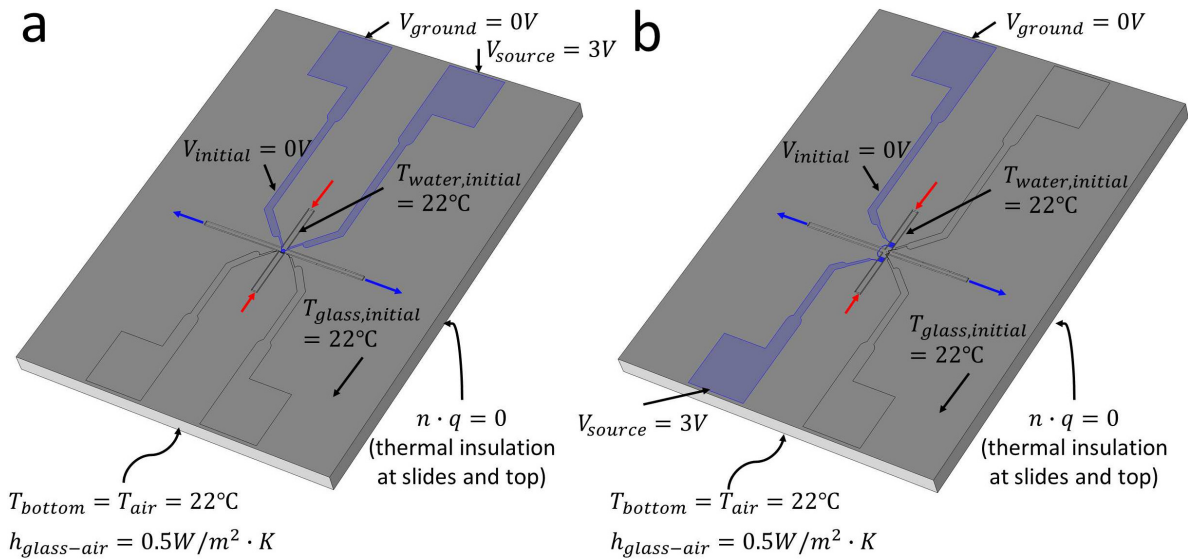 a
V_ground = 0V
V_source = 3V
V_initial = 0V
T_water,initial
= 22°C
T_glass,initial
= 22°C
n · q = 0
(thermal insulation
at slides and top)
T_bottom = T_air = 22°C
h_glass−air = 0.5W/m² · K
b
V_ground = 0V
V_initial = 0V
T_water,initial
= 22°C
T_glass,initial
= 22°C
V_source = 3V
n · q = 0
(thermal insulation
at slides and top)
T_bottom = T_air = 22°C
h_glass−air = 0.5W/m² · K